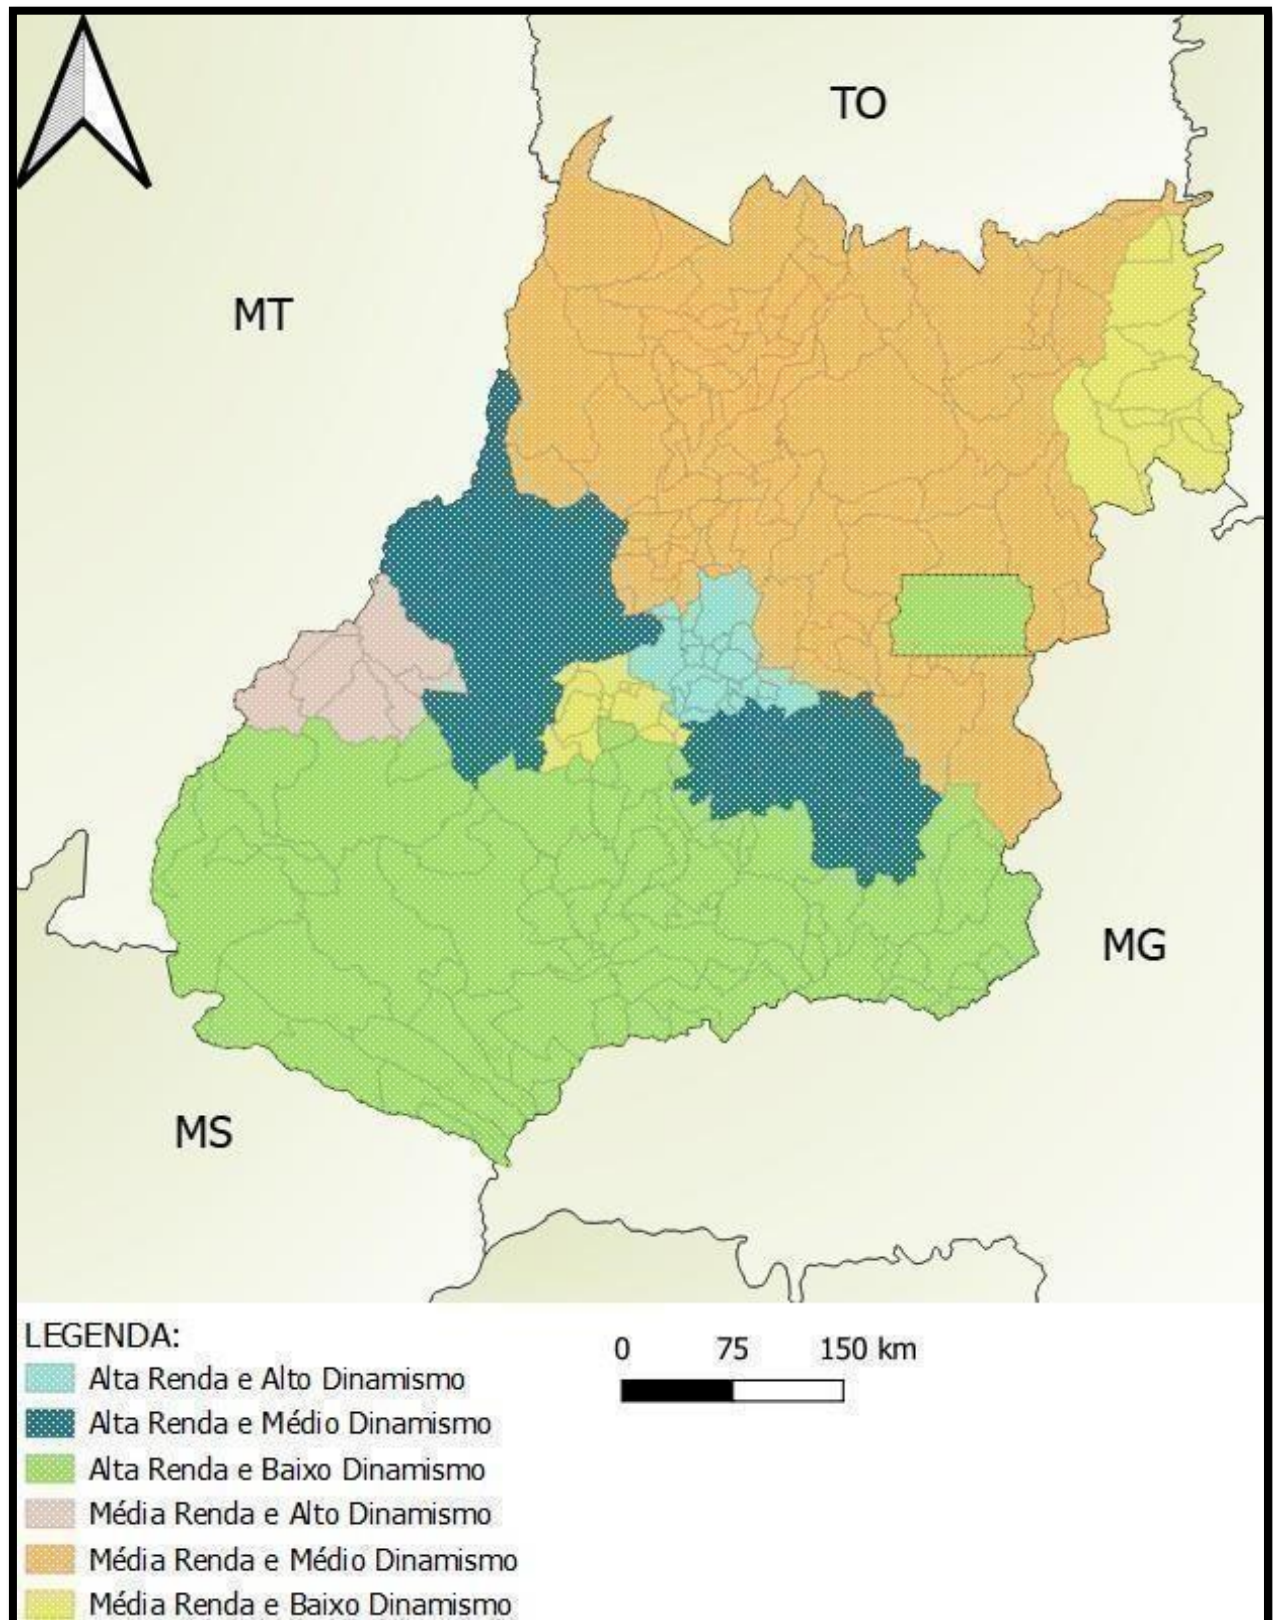 TO
MT
MG
MS
LEGENDA:
0 75 150 km
Alta Renda e Alto Dinamismo
Alta Renda e Médio Dinamismo
Alta Renda e Baixo Dinamismo
Média Renda e Alto Dinamismo
Média Renda e Médio Dinamismo
Média Renda e Baixo Dinamismo